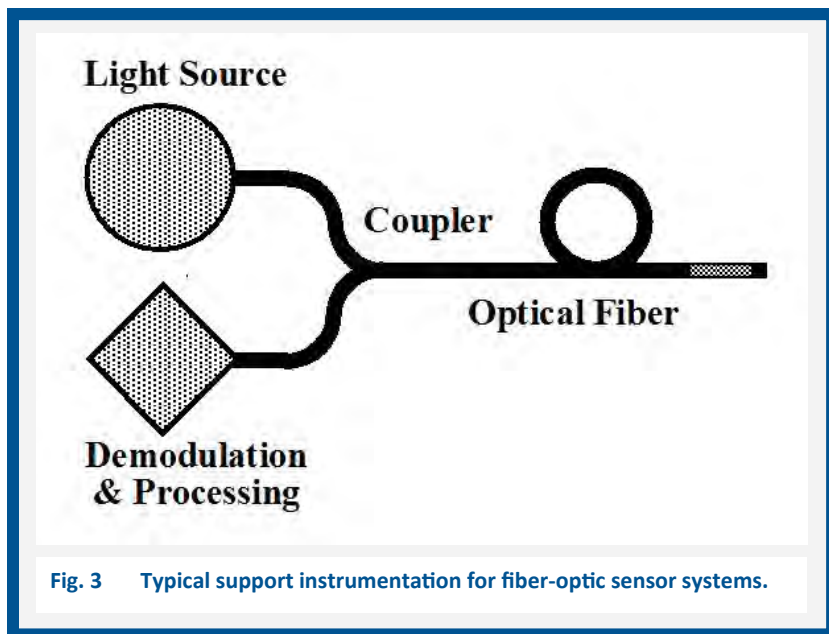 Light Source
Coupler
Optical Fiber
Demodulation
& Processing
Fig. 3 Typical support instrumentation for fiber-optic sensor systems.